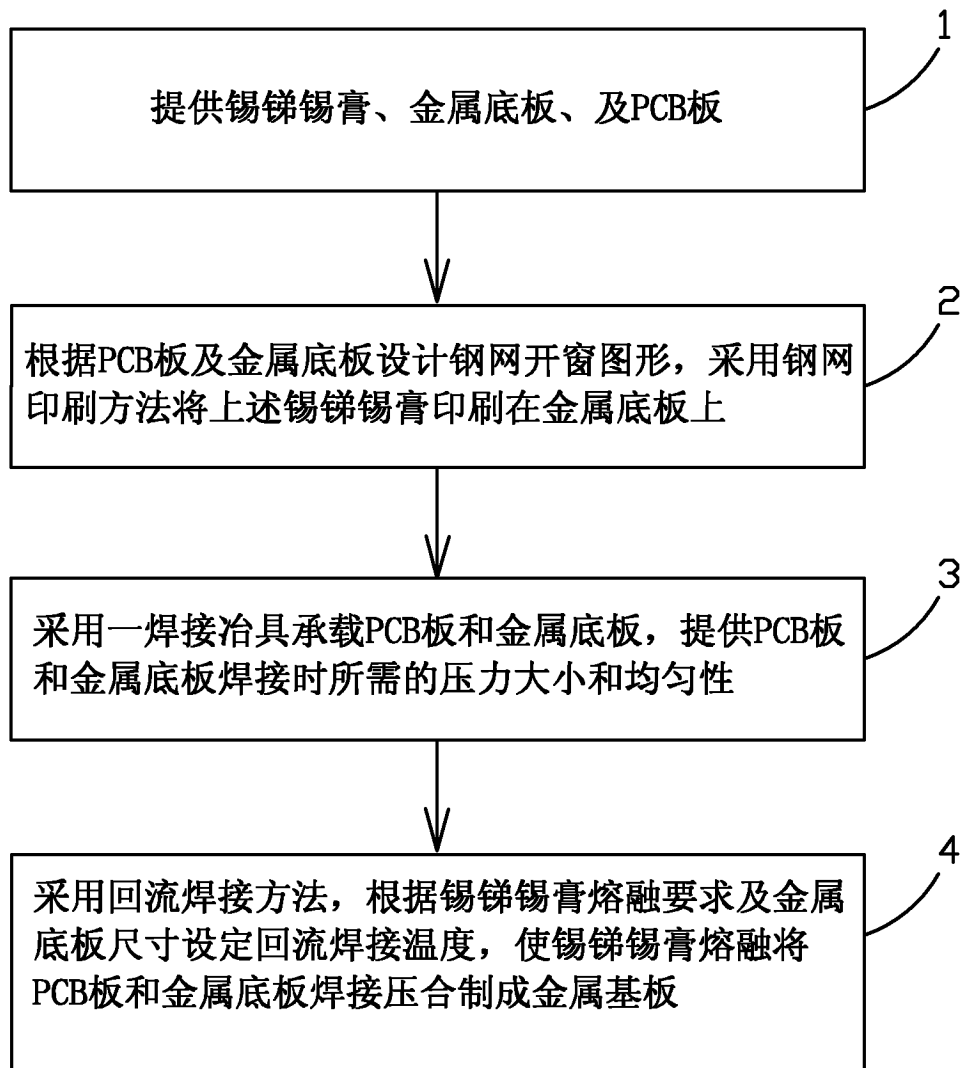 1
提供锡锑锡膏、金属底板、及PCB板
2
根据PCB板及金属底板设计钢网开窗图形，采用钢网
印刷方法将上述锡锑锡膏印刷在金属底板上
3
采用一焊接冶具承载PCB板和金属底板，提供PCB板
和金属底板焊接时所需的压力大小和均匀性
4
采用回流焊接方法，根据锡锑锡膏熔融要求及金属
底板尺寸设定回流焊接温度，使锡锑锡膏熔融将
PCB板和金属底板焊接压合制成金属基板